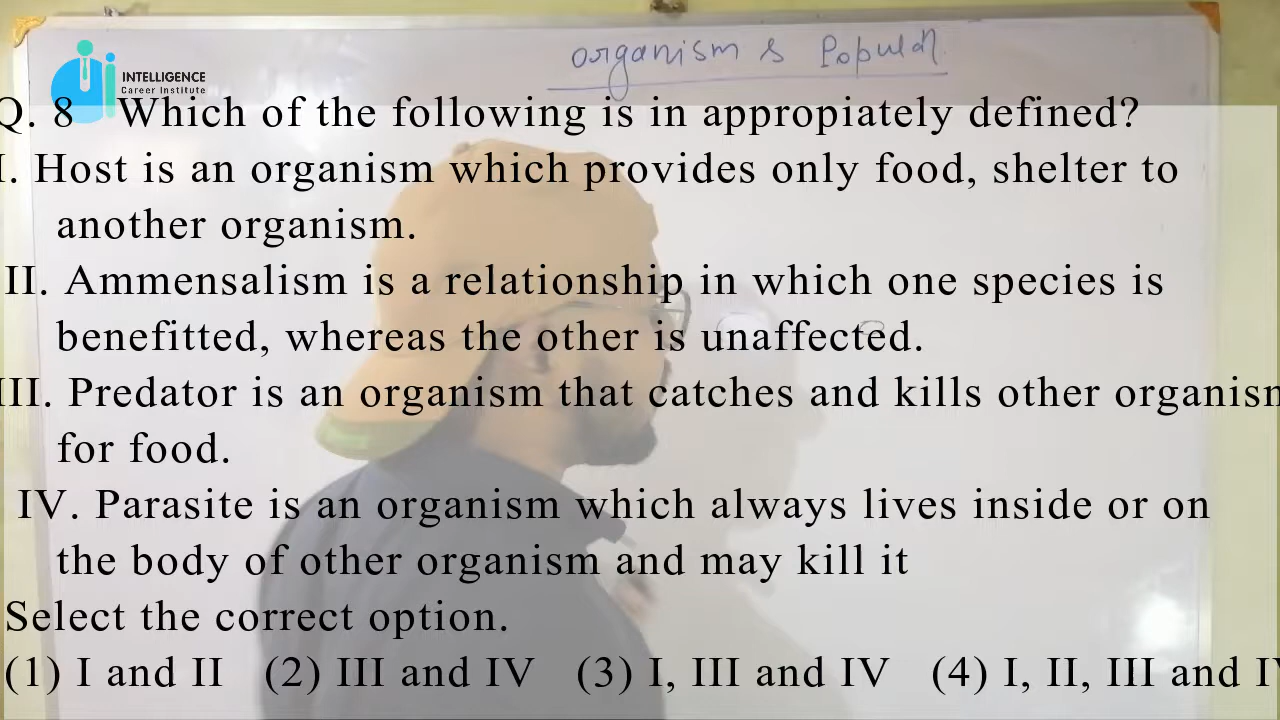 organism & Populn.
INTELLIGENCE
Career Institute
Q. 8 Which of the following is in appropiately defined?
I. Host is an organism which provides only food, shelter to
another organism.
II. Ammensalism is a relationship in which one species is
benefitted, whereas the other is unaffected.
III. Predator is an organism that catches and kills other organism
for food.
IV. Parasite is an organism which always lives inside or on
the body of other organism and may kill it
Select the correct option.
(1) I and II (2) III and IV (3) I, III and IV (4) I, II, III and IV